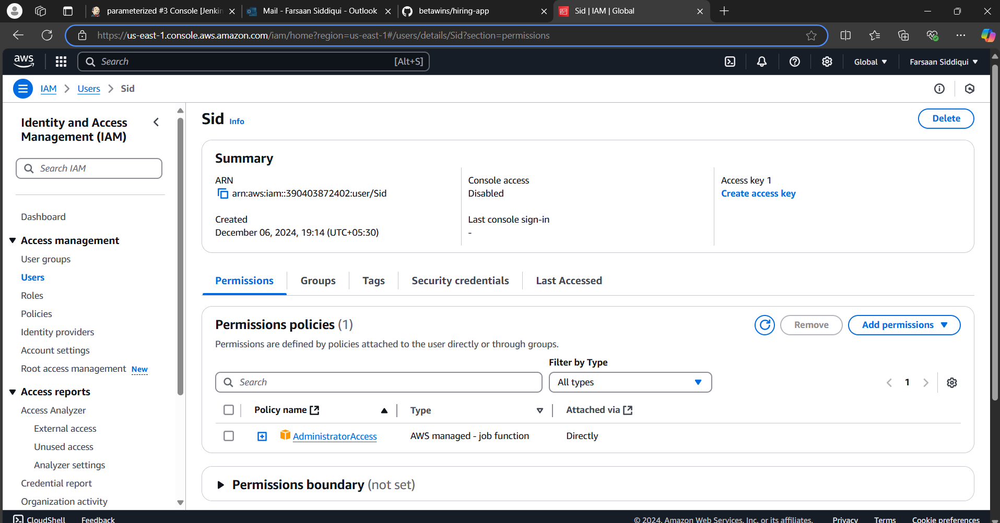 parameterized #3 Console [Jenkin
Mail - Farsaan Siddiqui - Outlook
betawins/hiring-app
Sid | IAM | Global
https://us-east-1.console.aws.amazon.com/iam/home?region=us-east-1#/users/details/Sid?section=permissions
aws
Search
[Alt+S]
Global
Farsaan Siddiqui
IAM
Users
Sid
Identity and Access
Management (IAM)
Search IAM
Dashboard
Access management
User groups
Users
Roles
Policies
Identity providers
Account settings
Root access management New
Access reports
Access Analyzer
External access
Unused access
Analyzer settings
Credential report
Organization activity
Sid Info
Delete
Summary
ARN
arn:aws:iam::390403872402:user/Sid
Created
December 06, 2024, 19:14 (UTC+05:30)
Console access
Disabled
Last console sign-in
-
Access key 1
Create access key
Permissions
Groups
Tags
Security credentials
Last Accessed
Permissions policies (1)
Remove
Add permissions
Permissions are defined by policies attached to the user directly or through groups.
Filter by Type
Search
All types
1
Policy name
Type
Attached via
AdministratorAccess
AWS managed - job function
Directly
Permissions boundary (not set)
CloudShell
Feedback
© 2024, Amazon Web Services, Inc. or its affiliates.
Privacy
Terms
Cookie preferences